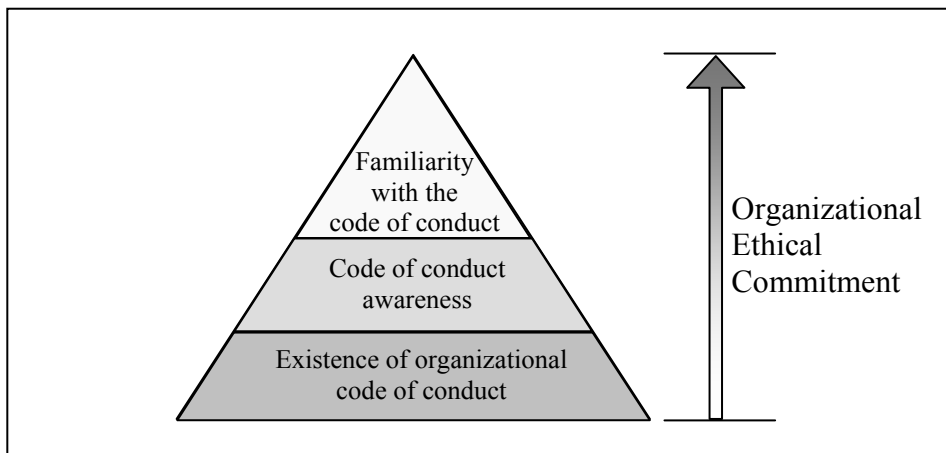 Familiarity
with the
code of conduct
Code of conduct
awareness
Existence of organizational
code of conduct
Organizational
Ethical
Commitment